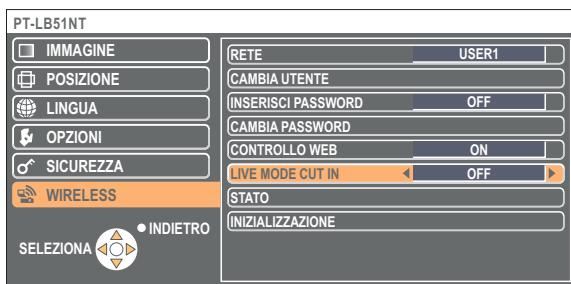 PT-LB51NT
IMMAGINE
POSIZIONE
LINGUA
OPZIONI
SICUREZZA
WIRELESS
INDIETRO
SELEZIONA
RETE USER1
CAMBIA UTENTE
INSERISCI PASSWORD OFF
CAMBIA PASSWORD
CONTROLLO WEB ON
LIVE MODE CUT IN OFF
STATO
INIZIALIZZAZIONE